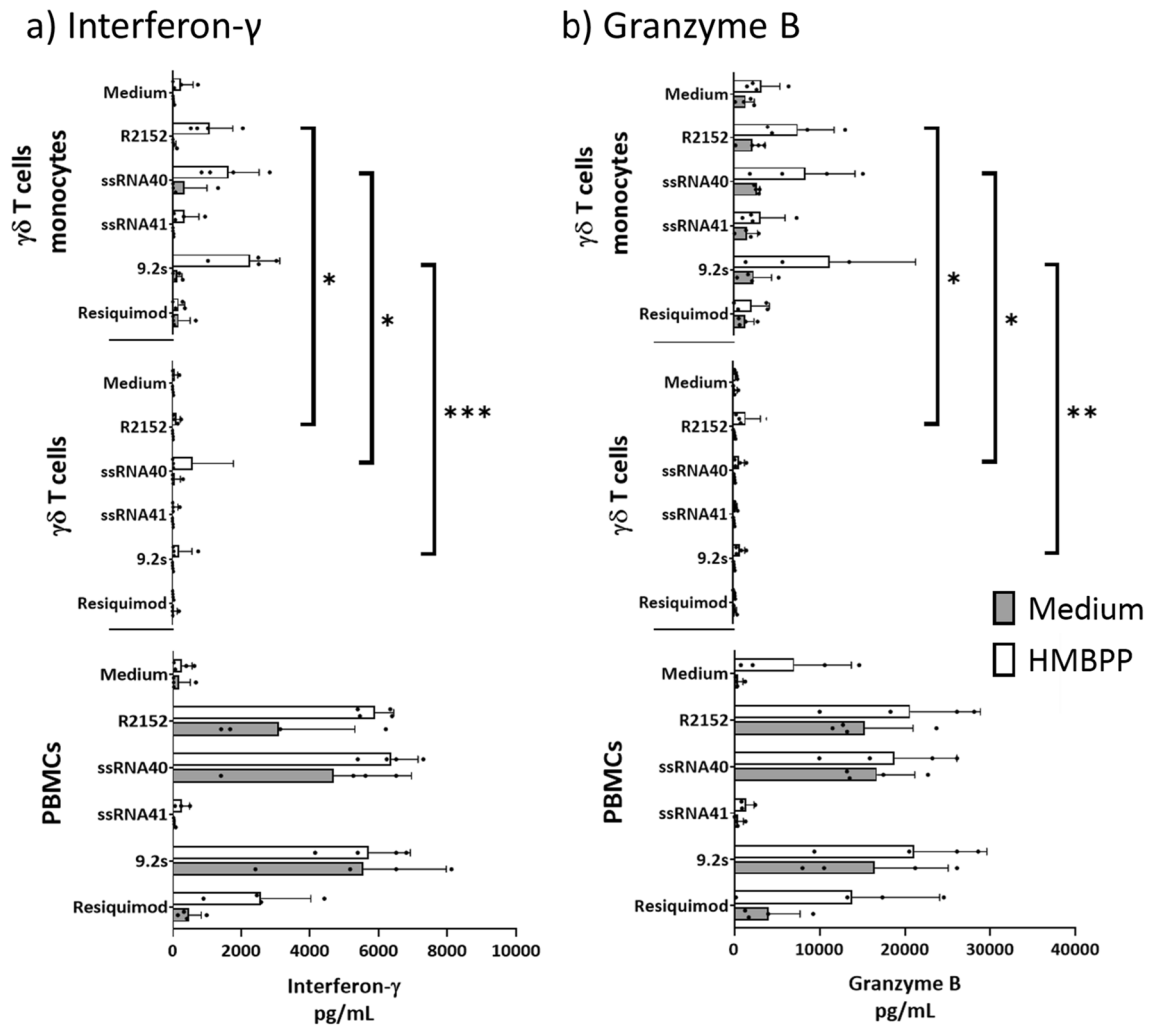 a) Interferon-γ
γδ T cells
monocytes
Medium
R2152
ssRNA40
ssRNA41
9.2s
Resiquimod
*
*
***
γδ T cells
Medium
R2152
ssRNA40
ssRNA41
9.2s
Resiquimod
PBMCs
Medium
R2152
ssRNA40
ssRNA41
9.2s
Resiquimod
0 2000 4000 6000 8000 10000
Interferon-γ
pg/mL
b) Granzyme B
γδ T cells
monocytes
Medium
R2152
ssRNA40
ssRNA41
9.2s
Resiquimod
*
*
**
γδ T cells
Medium
R2152
ssRNA40
ssRNA41
9.2s
Resiquimod
PBMCs
Medium
R2152
ssRNA40
ssRNA41
9.2s
Resiquimod
0 10000 20000 30000 40000
Granzyme B
pg/mL
Medium
HMBPP